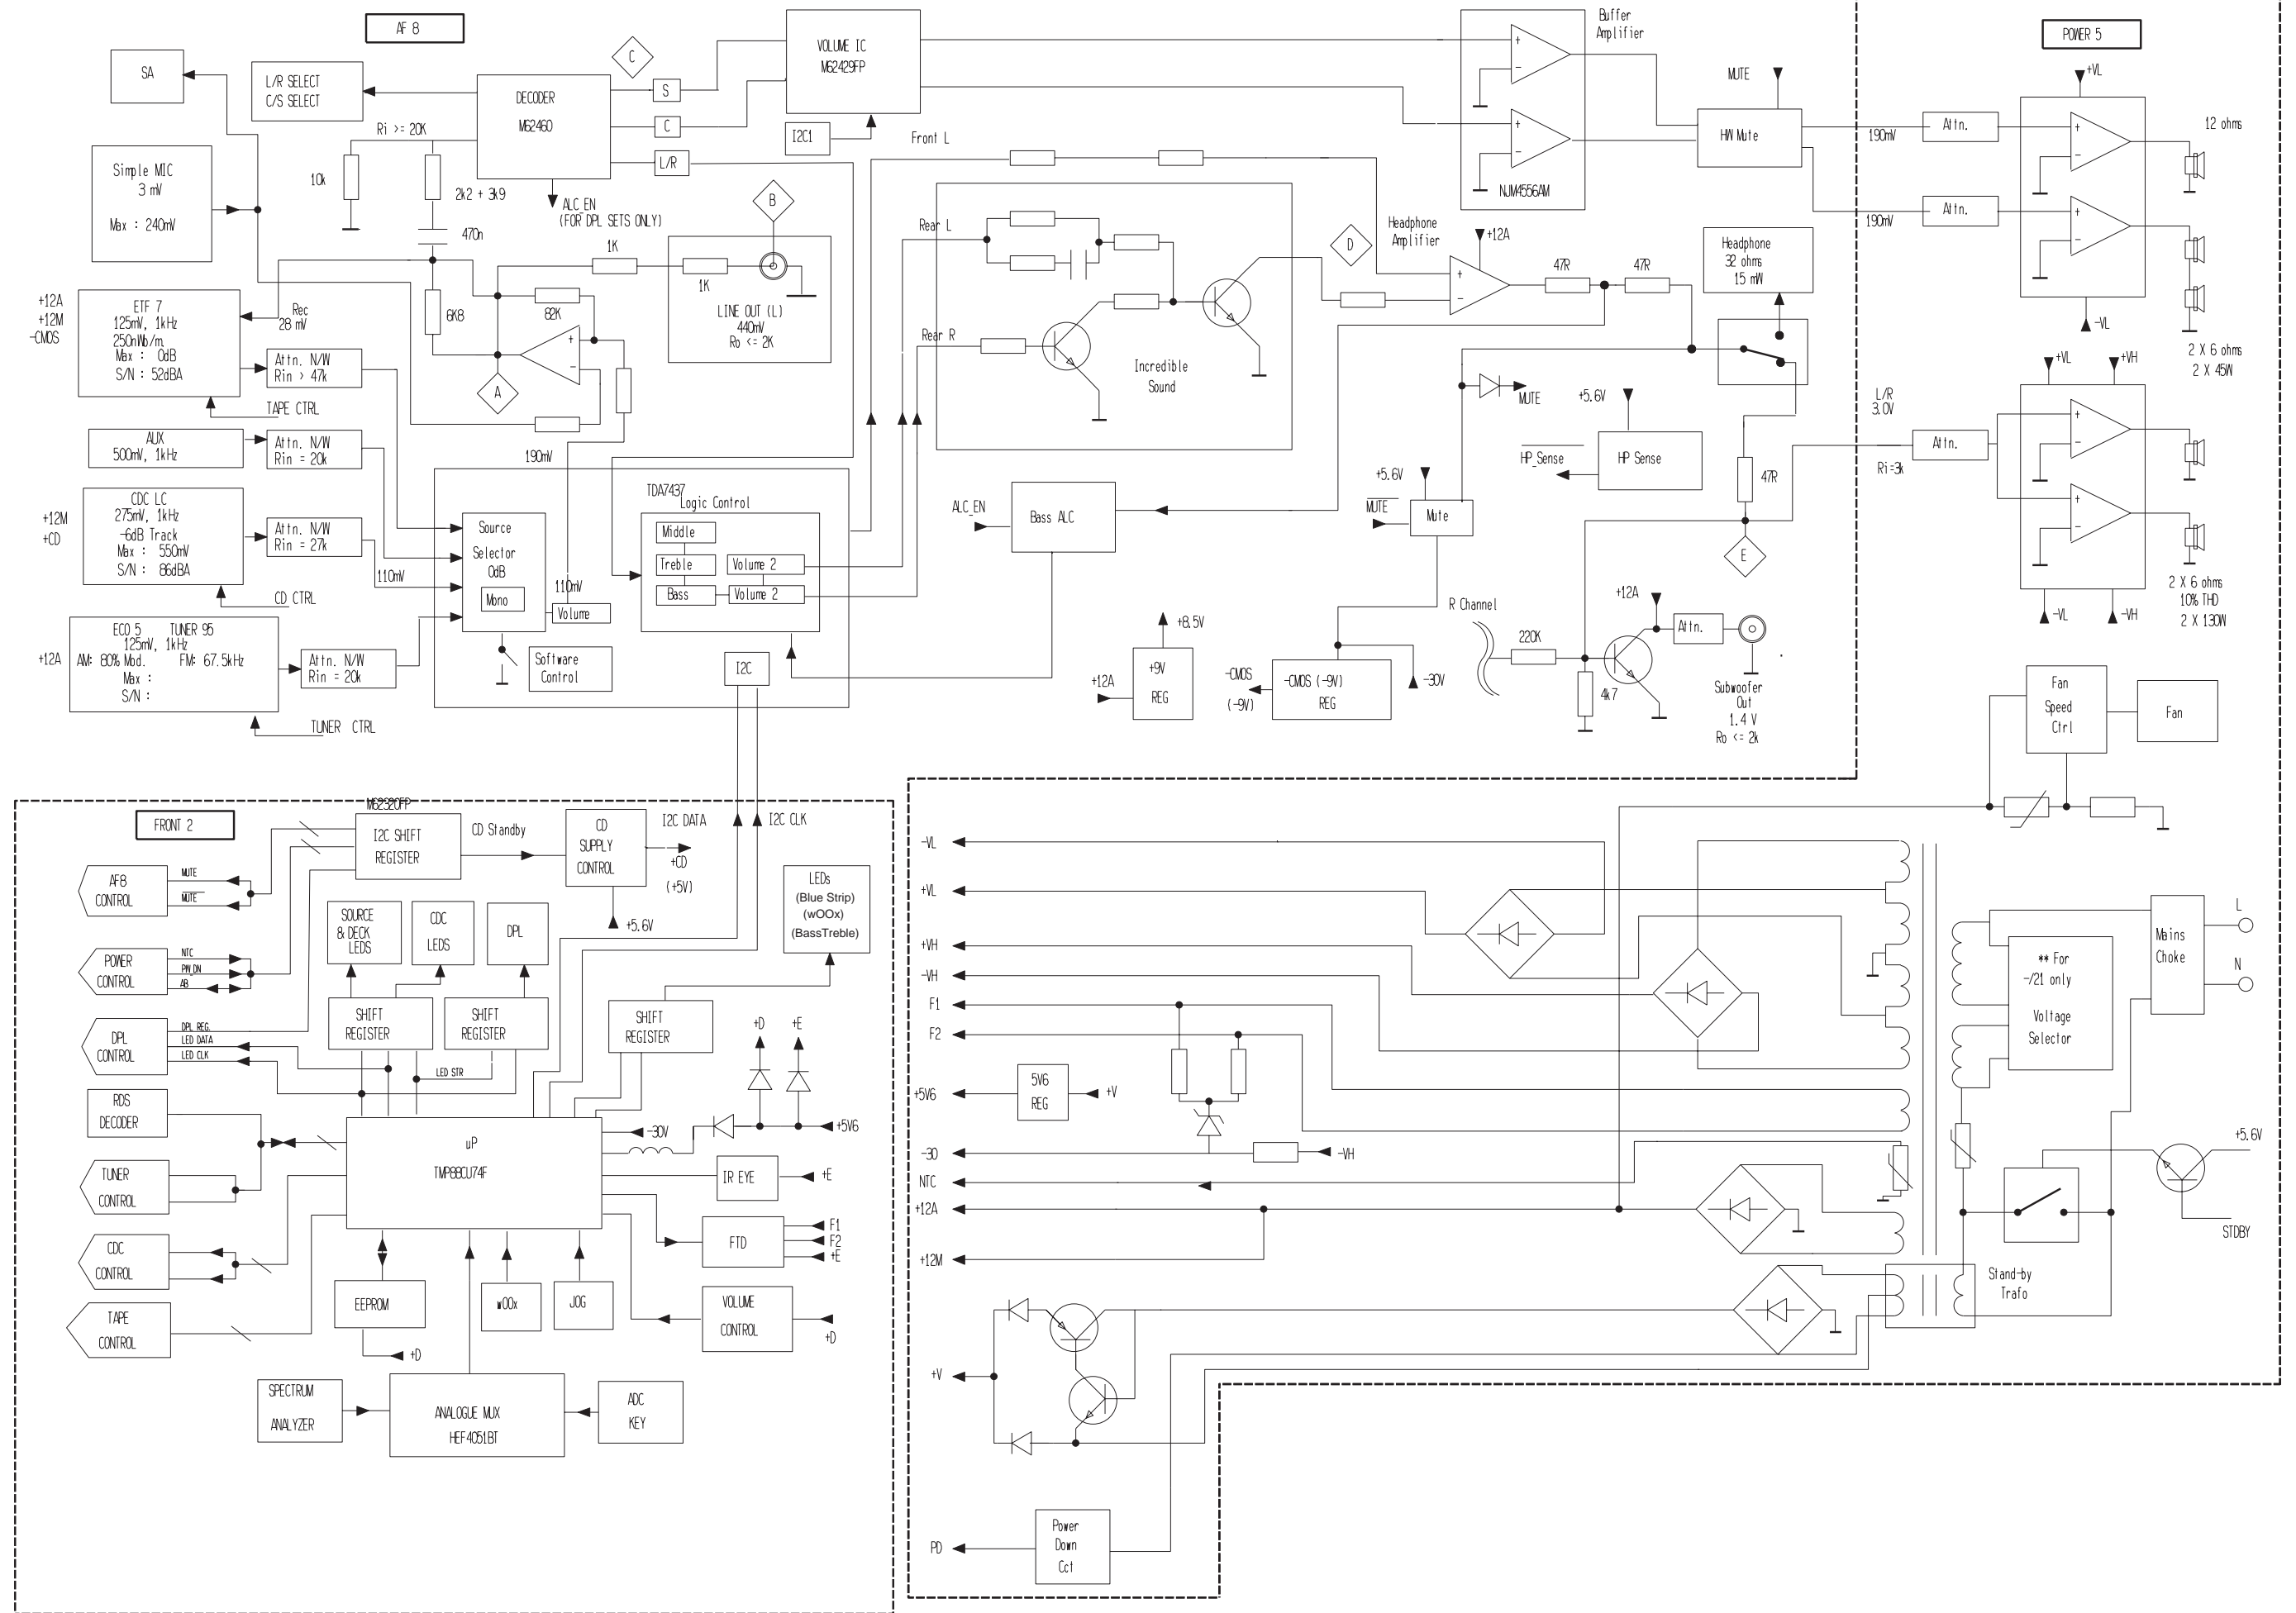 AF 8
SA
L/R SELECT
C/S SELECT
DECODER
M62460
C
S
C
L/R
VOLUME IC
M62429FP
I2C1
Ri >= 20K
10k
2k2 + 3k9
470n
ALC_EN
(FOR DPL SETS ONLY)
Simple MIC
3 mV
Max : 240mV
B
1K
1K
LINE OUT (L)
440mV
Ro <= 2K
+12A
+12M
-CMOS
ETF 7
125mV, 1kHz
250nWb/m
Max : 0dB
S/N : 52dBA
Rec
28 mV
6K8
82K
+
-
A
Attn. N/W
Rin > 47k
TAPE CTRL
AUX
500mV, 1kHz
Attn. N/W
Rin = 20k
+12M
+CD
CDC LC
275mV, 1kHz
-6dB Track
Max : 550mV
S/N : 86dBA
Attn. N/W
Rin = 27k
110mV
CD CTRL
+12A
ECO 5 TUNER 95
125mV, 1kHz
AM: 80% Mod. FM: 67.5kHz
Max :
S/N :
Attn. N/W
Rin = 20k
TUNER CTRL
190mV
Source
Selector
0dB
Mono
110mV
Volume
Software
Control
TDA7437
Logic Control
Middle
Treble
Bass
Volume 2
Volume 2
I2C
Front L
Rear L
Rear R
Incredible
Sound
Buffer
Amplifier
+
-
+
-
NJM4556AM
Headphone
Amplifier
D
+12A
+
-
47R
47R
MUTE
HW Mute
Headphone
32 ohms
15 mW
MUTE
+5.6V
HP_Sense
HP Sense
47R
E
ALC_EN
Bass ALC
+5.6V
MUTE
Mute
+8.5V
+12A
+9V
REG
-CMOS
(-9V)
-CMOS (-9V)
REG
-30V
R Channel
220K
4k7
+12A
Attn.
Subwoofer
Out
1.4 V
Ro <= 2k
POWER 5
+VL
190mV
Attn.
190mV
Attn.
+
-
+
-
-VL
12 ohms
2 X 6 ohms
2 X 45W
+VL
+VH
L/R
3.0V
Attn.
Ri=3k
+
-
+
-
-VL
-VH
2 X 6 ohms
10% THD
2 X 130W
Fan
Speed
Ctrl
Fan
FRONT 2
M62320FP
I2C SHIFT
REGISTER
CD Standby
CD
SUPPLY
CONTROL
+CD
(+5V)
+5.6V
I2C DATA
I2C CLK
AF8
CONTROL
MUTE
MUTE
POWER
CONTROL
NTC
PW_DN
AB
DPL
CONTROL
DPL REG.
LED DATA
LED CLK
LED STR
RDS
DECODER
TUNER
CONTROL
CDC
CONTROL
TAPE
CONTROL
SOURCE
& DECK
LEDS
CDC
LEDS
DPL
SHIFT
REGISTER
SHIFT
REGISTER
SHIFT
REGISTER
LEDs
(Blue Strip)
(wOOx)
(BassTreble)
+D
+E
+5V6
uP
TMP88CU74F
-30V
IR EYE
+E
FTD
F1
F2
+E
VOLUME
CONTROL
+D
EEPROM
+D
wOOx
JOG
SPECTRUM
ANALYZER
ANALOGUE MUX
HEF4051BT
ADC
KEY
-VL
+VL
+VH
-VH
F1
F2
+5V6
5V6
REG
+V
-30
-VH
NTC
+12A
+12M
+V
PD
Power
Down
Cct
** For
-/21 only
Voltage
Selector
Mains
Choke
L
N
+5.6V
STDBY
Stand-by
Trafo